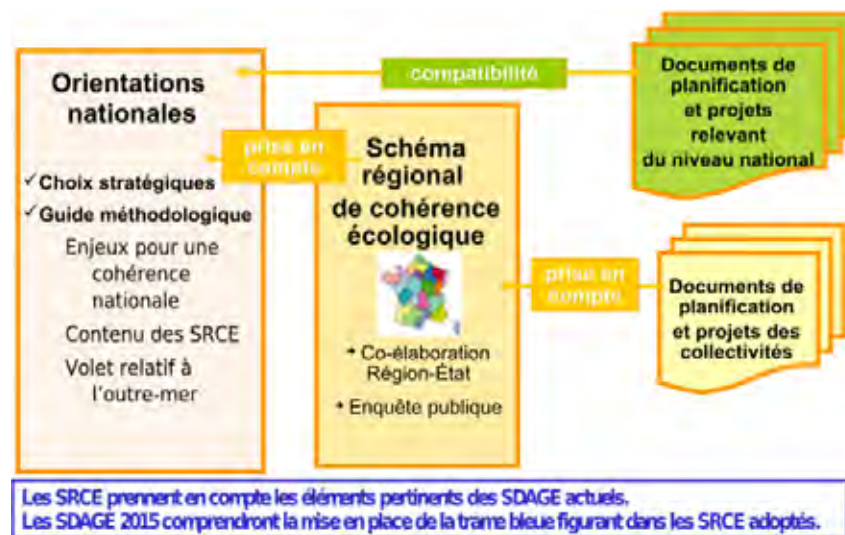 Orientations
nationales
✓ Choix stratégiques
✓ Guide méthodologique
Enjeux pour une
cohérence
nationale
Contenu des SRCE
Volet relatif à
l'outre-mer
compatibilité
prise en
compte
Schéma
régional
de cohérence
écologique
Co-élaboration
Région-État
Enquête publique
prise en
compte
Documents de
planification
et projets
relevant
du niveau national
Documents de
planification
et projets des
collectivités
Les SRCE prennent en compte les éléments pertinents des SDAGE actuels.
Les SDAGE 2015 comprendront la mise en place de la trame bleue figurant dans les SRCE adoptés.